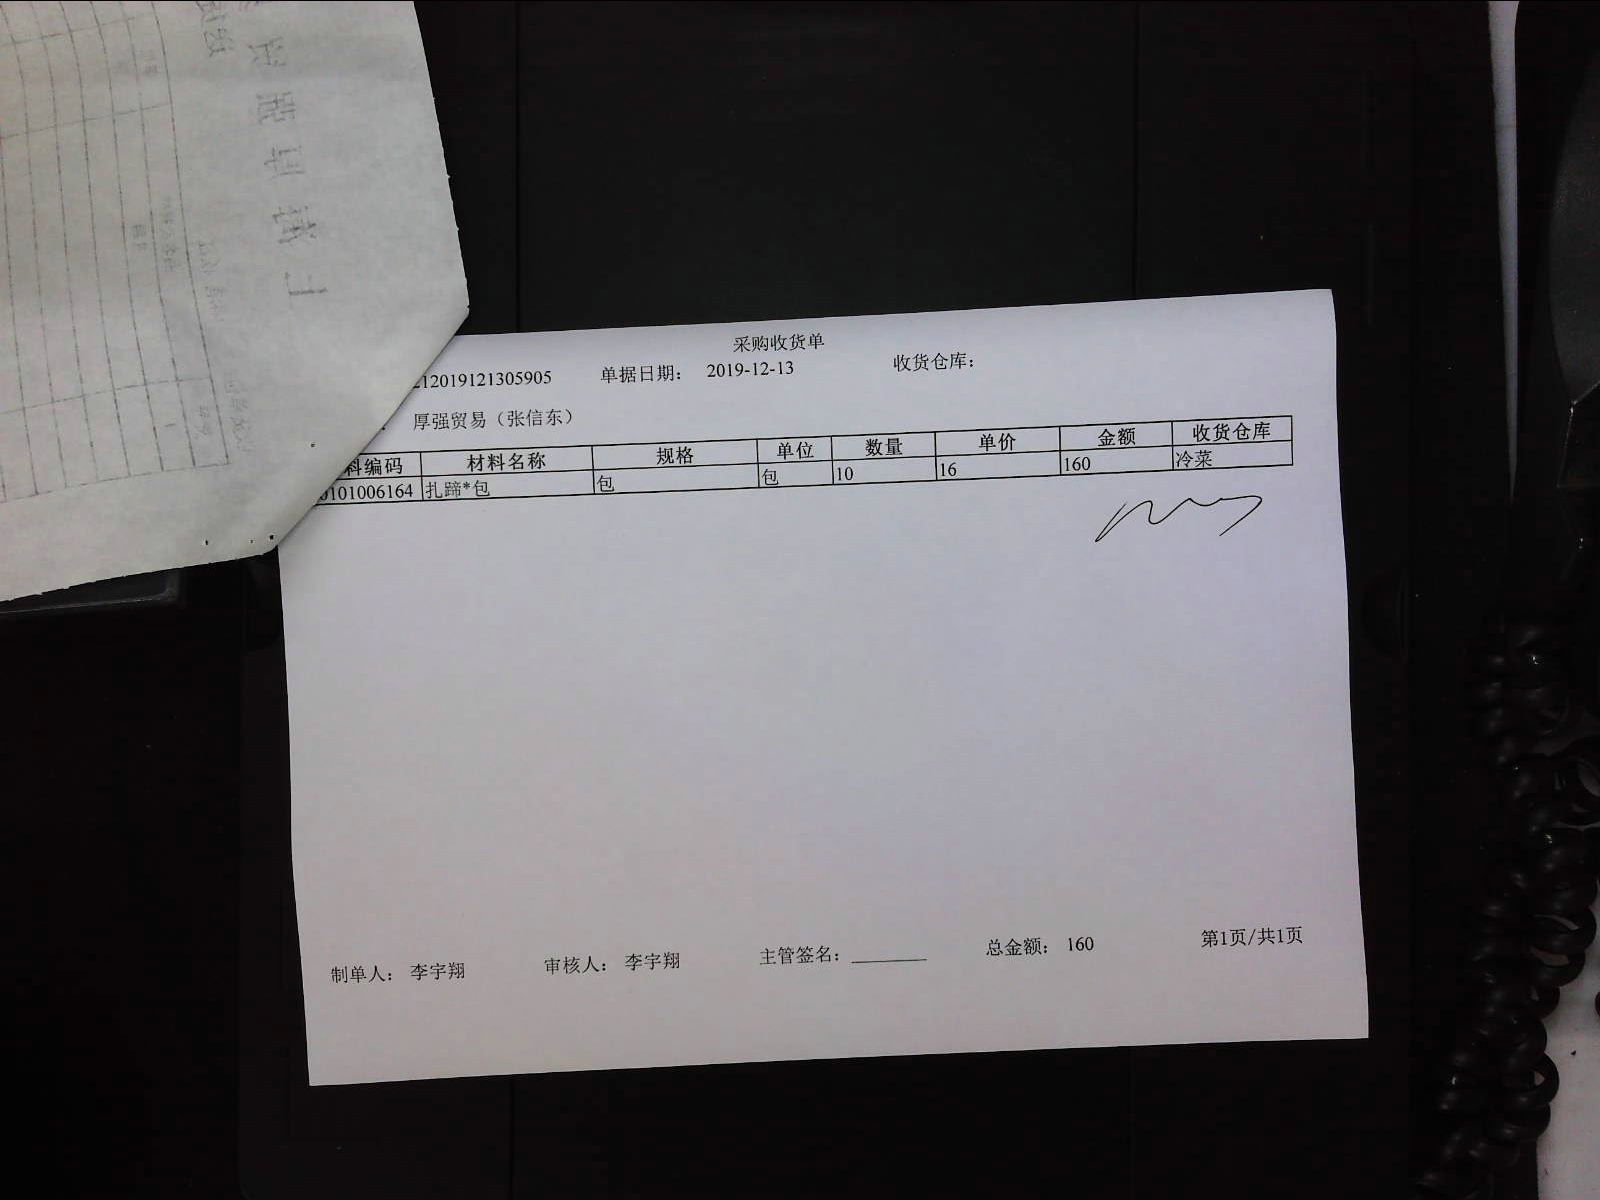 采购收货单
12019121305905 单据日期： 2019-12-13 收货仓库：
厚强贸易（张信东）
料编码 材料名称 规格 单位 数量 单价 金额 收货仓库
0101006164 扎蹄*包 包 包 10 16 160 冷菜
制单人： 李宇翔 审核人： 李宇翔 主管签名： 总金额： 160 第1页/共1页